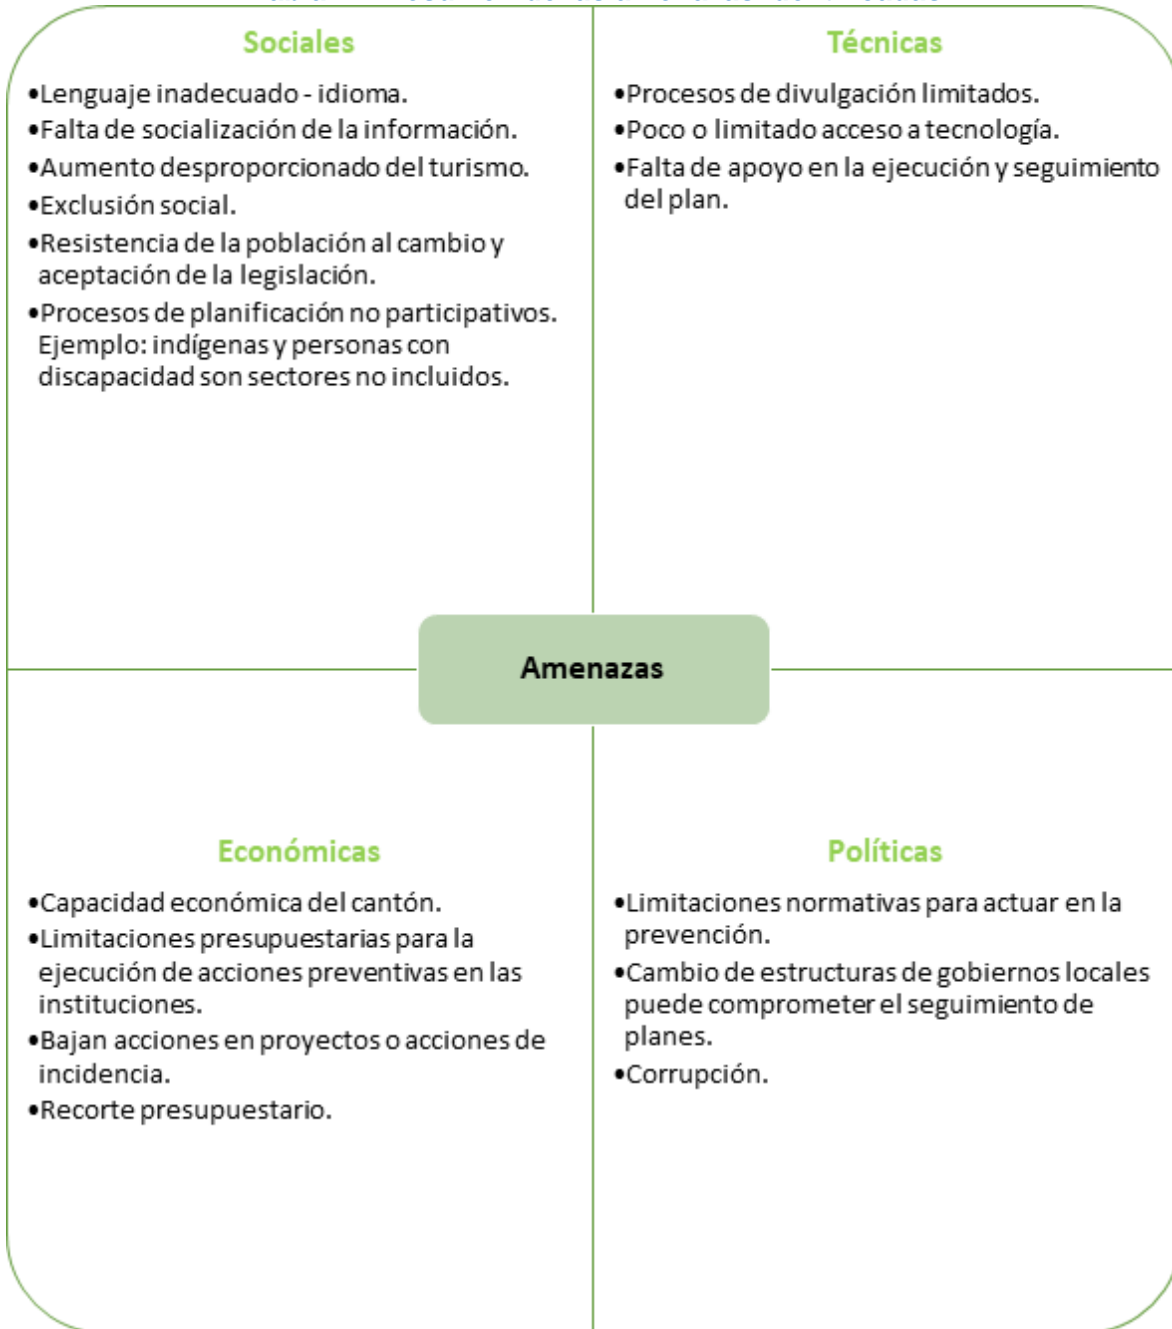 Sociales
•Lenguaje inadecuado - idioma.
•Falta de socialización de la información.
•Aumento desproporcionado del turismo.
•Exclusión social.
•Resistencia de la población al cambio y
aceptación de la legislación.
•Procesos de planificación no participativos.
Ejemplo: indígenas y personas con
discapacidad son sectores no incluidos.
Técnicas
•Procesos de divulgación limitados.
•Poco o limitado acceso a tecnología.
•Falta de apoyo en la ejecución y seguimiento
del plan.
Amenazas
Económicas
•Capacidad económica del cantón.
•Limitaciones presupuestarias para la
ejecución de acciones preventivas en las
instituciones.
•Bajan acciones en proyectos o acciones de
incidencia.
•Recorte presupuestario.
Políticas
•Limitaciones normativas para actuar en la
prevención.
•Cambio de estructuras de gobiernos locales
puede comprometer el seguimiento de
planes.
•Corrupción.